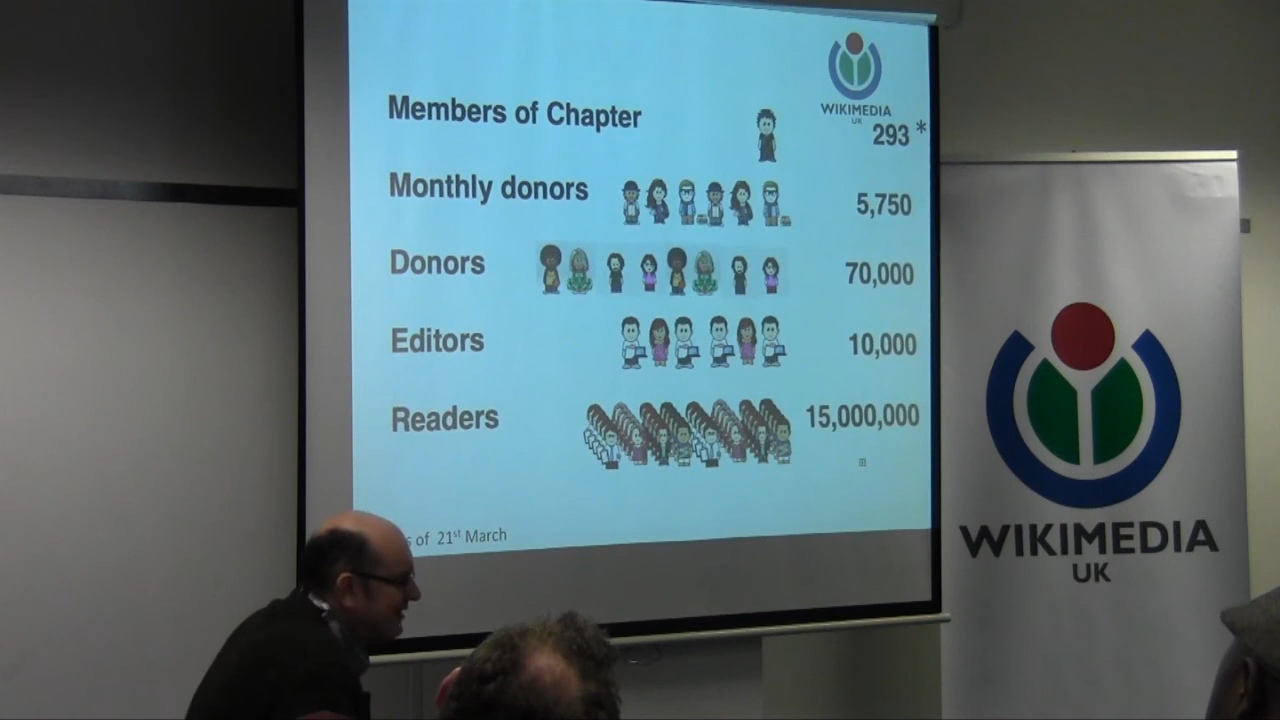 WIKIMEDIA
UK
Members of Chapter 293 *
Monthly donors 5,750
Donors 70,000
Editors 10,000
Readers 15,000,000
of 21st March
WIKIMEDIA
UK